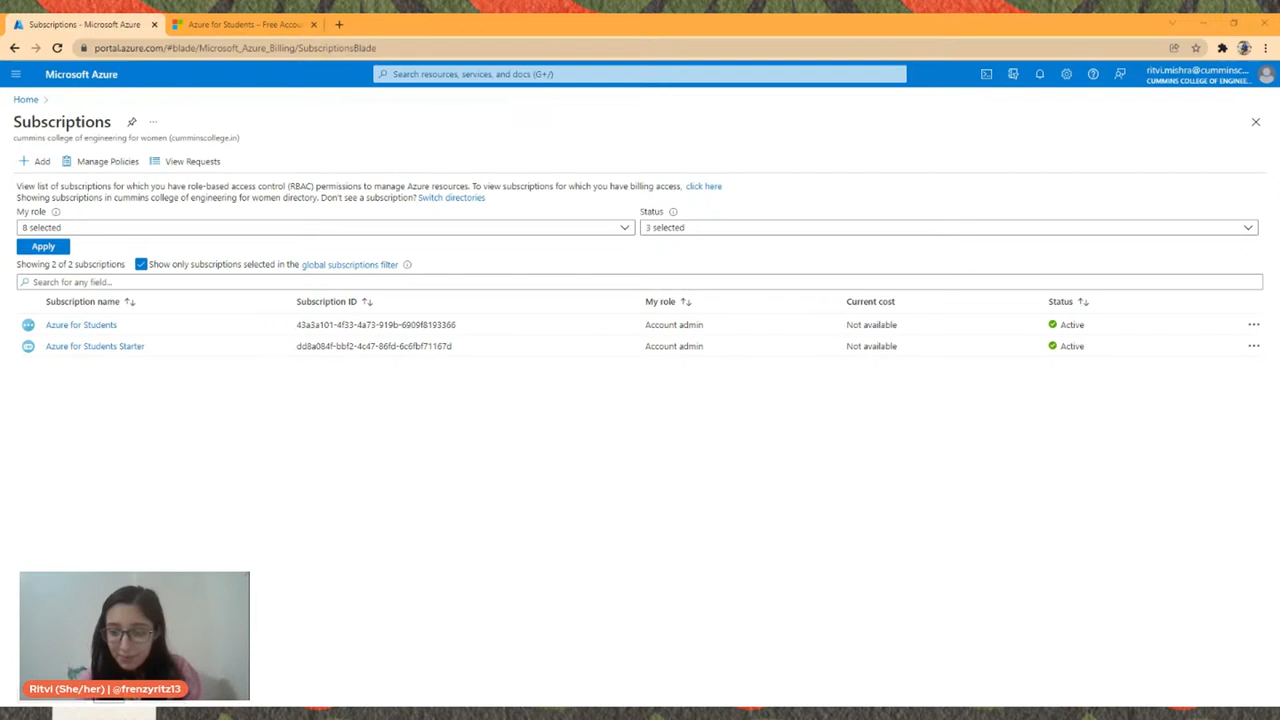 Subscriptions - Microsoft Azure
Azure for Students – Free Accou
portal.azure.com/#blade/Microsoft_Azure_Billing/SubscriptionsBlade
Microsoft Azure
Search resources, services, and docs (G+/)
ritvi.mishra@cumminsc...
CUMMINS COLLEGE OF ENGINEE...
Home
Subscriptions
cummins college of engineering for women (cumminscollege.in)
Add
Manage Policies
View Requests
View list of subscriptions for which you have role-based access control (RBAC) permissions to manage Azure resources. To view subscriptions for which you have billing access, click here
Showing subscriptions in cummins college of engineering for women directory. Don't see a subscription? Switch directories
My role
Status
8 selected
3 selected
Apply
Showing 2 of 2 subscriptions
Show only subscriptions selected in the global subscriptions filter
Search for any field...
Subscription name Subscription ID My role Current cost Status
Azure for Students 43a3a101-4f33-4a73-919b-6909f8193366 Account admin Not available Active
Azure for Students Starter dd8a084f-bbf2-4c47-86fd-6c6fbf71167d Account admin Not available Active
Ritvi (She/her) | @frenzyritz13